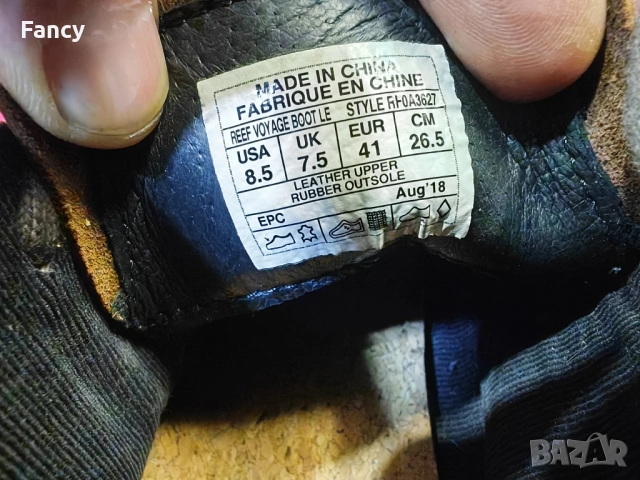 Fancy
MADE IN CHINA
FABRIQUE EN CHINE
REEF VOYAGE BOOT LE STYLE RF0A3627
USA UK EUR CM
8.5 7.5 41 26.5
LEATHER UPPER
RUBBER OUTSOLE
EPC Aug'18
BAZAR